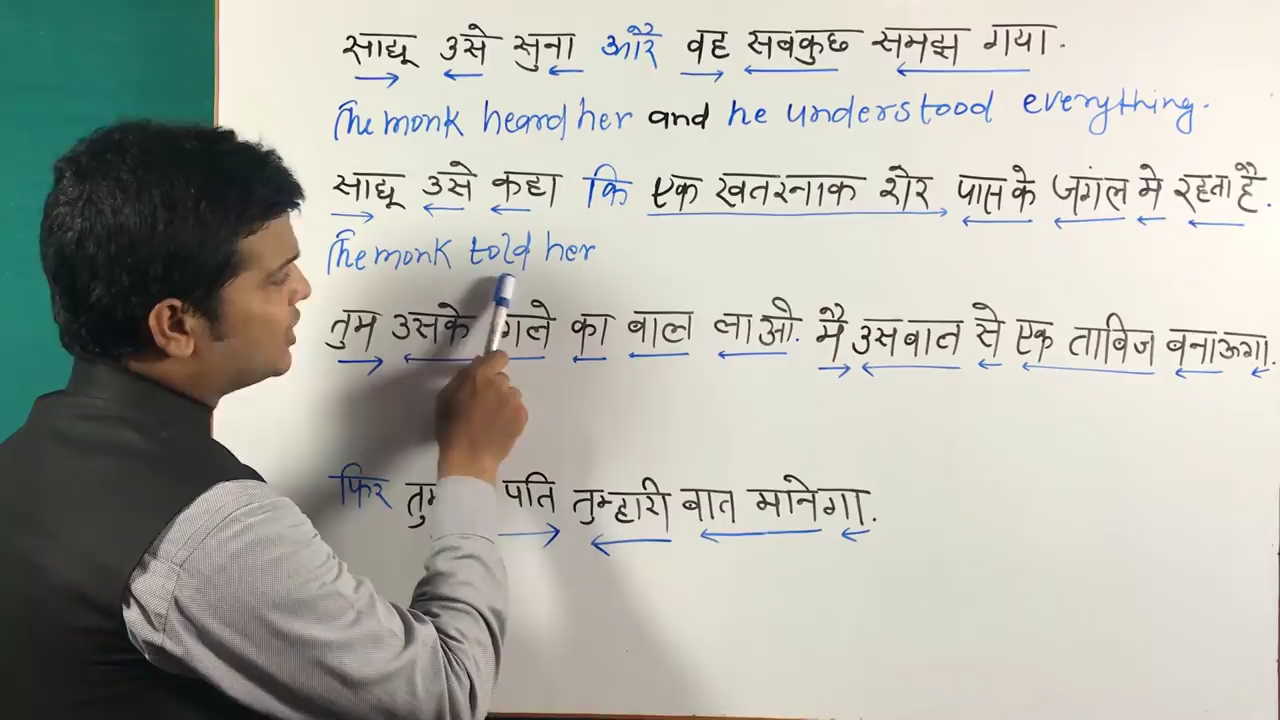 साधू उसे सुना और वह सबकुछ समझ गया.
The monk heard her and he understood everything.
साधू उसे कहा कि एक खतरनाक शेर पास के जंगल मे रहता है.
The monk told her
तुम उसके गले का बाल लाओ. मै उस बाल से एक ताविज बनाऊगा.
फिर पति तुम्हारी बात मानेगा.